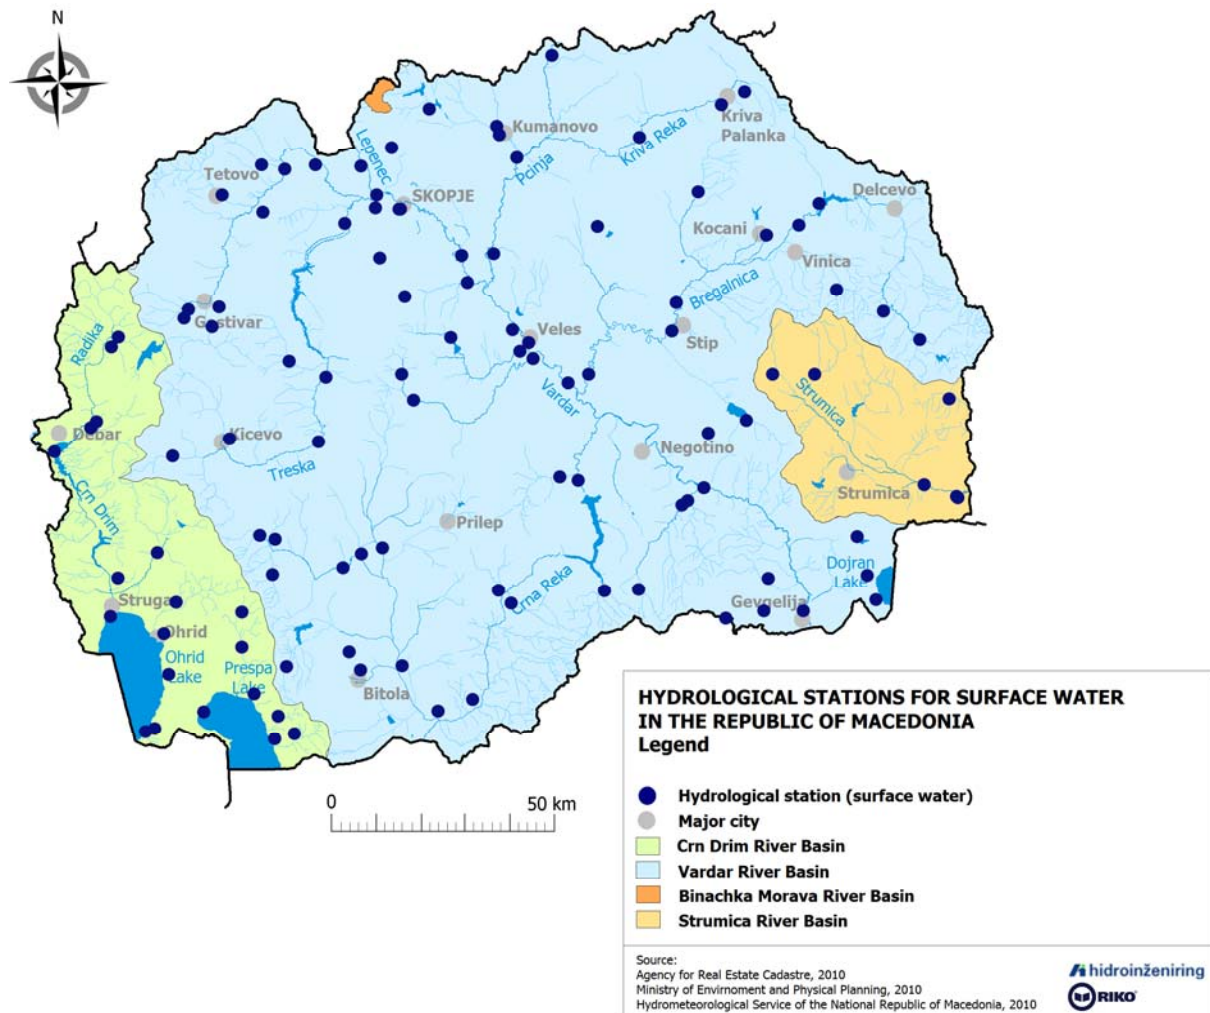 N
Kumanovo
Kriva
Palanka
Lepenec
Pcinja
Kriva Reka
Tetovo
SKOPJE
Delcevo
Kocani
Vinica
Bregalnica
Gostivar
Veles
Stip
Radika
Vardar
Strumica
Debar
Kicevo
Treska
Negotino
Strumica
Crn Drim
Prilep
Dojran
Lake
Crna Reka
Struga
Gevgelija
Ohrid
Ohrid
Lake
Prespa
Lake
Bitola
0
50 km
HYDROLOGICAL STATIONS FOR SURFACE WATER
IN THE REPUBLIC OF MACEDONIA
Legend
Hydrological station (surface water)
Major city
Crn Drim River Basin
Vardar River Basin
Binachka Morava River Basin
Strumica River Basin
Source:
Agency for Real Estate Cadastre, 2010
Ministry of Envirnoment and Physical Planning, 2010
Hydrometeorological Service of the National Republic of Macedonia, 2010
hidroinženiring
RIKO